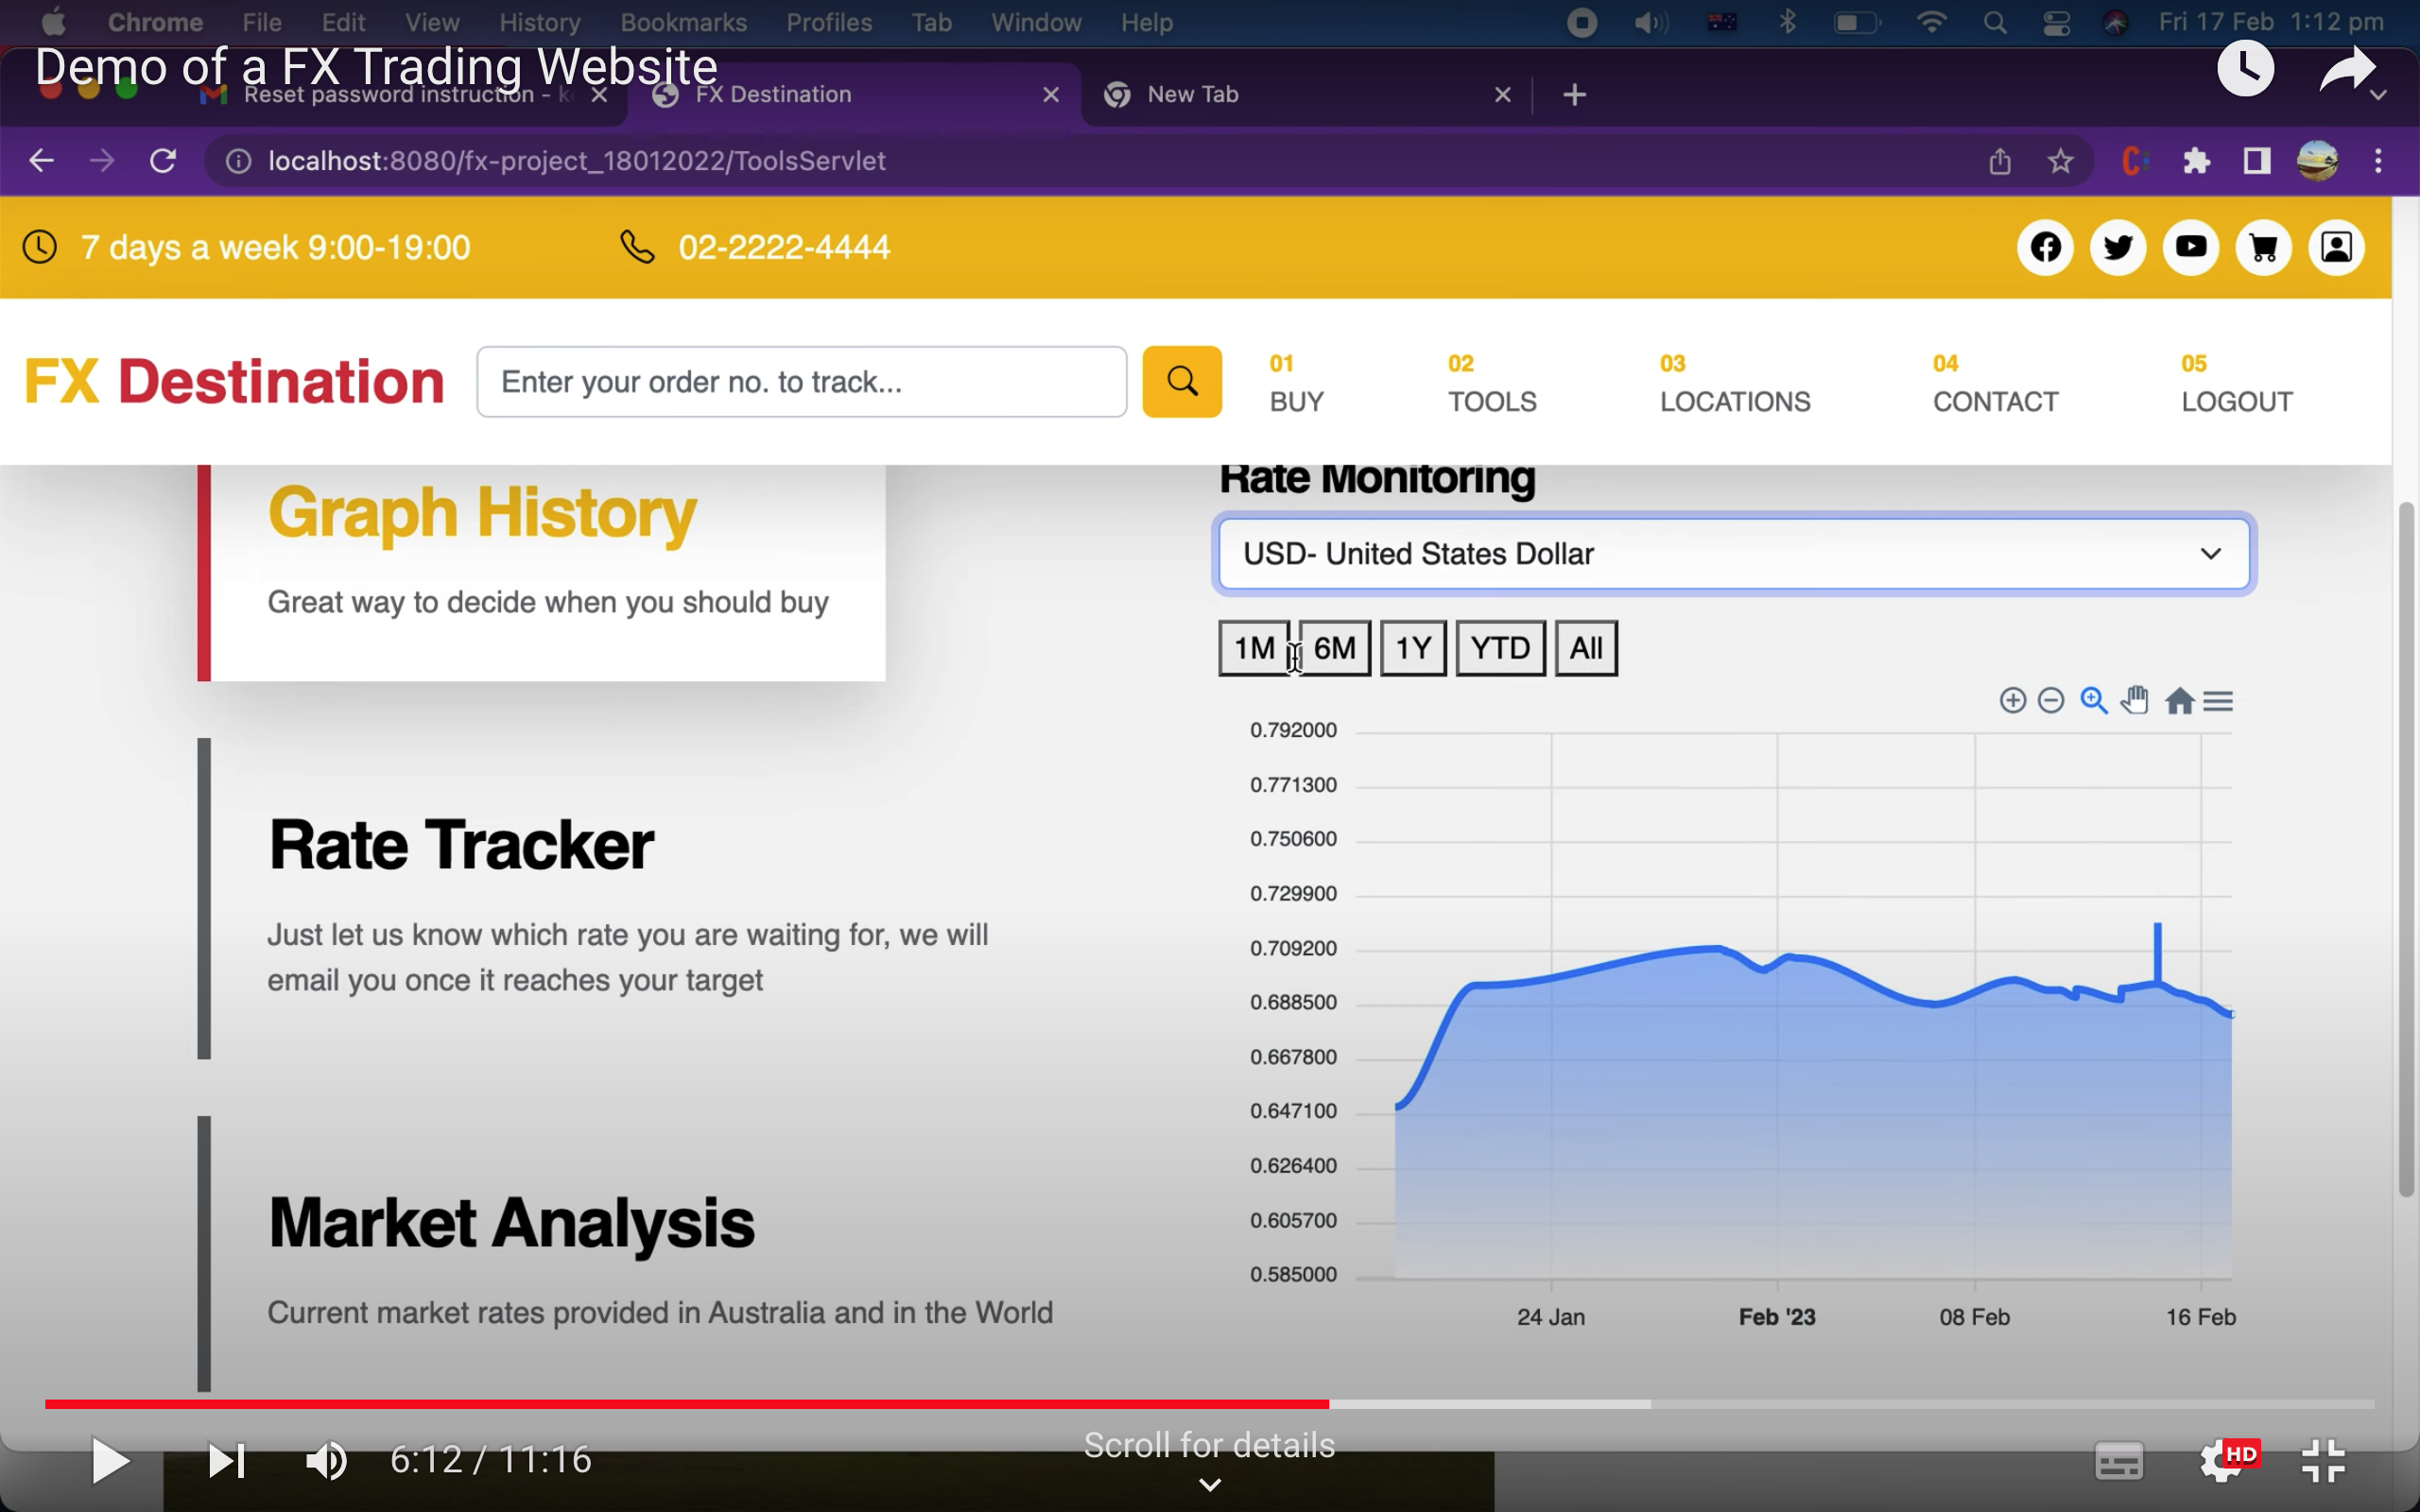 Chrome File Edit View History Bookmarks Profiles Tab Window Help Fri 17 Feb 1:12 pm
Demo of a FX Trading Website
Reset password instruction - FX Destination New Tab
localhost:8080/fx-project_18012022/ToolsServlet
7 days a week 9:00-19:00 02-2222-4444
FX Destination Enter your order no. to track...
01 02 03 04 05
BUY TOOLS LOCATIONS CONTACT LOGOUT
Graph History
Great way to decide when you should buy
Rate Tracker
Just let us know which rate you are waiting for, we will
email you once it reaches your target
Market Analysis
Current market rates provided in Australia and in the World
Rate Monitoring
USD- United States Dollar
1M 6M 1Y YTD All
0.792000
0.771300
0.750600
0.729900
0.709200
0.688500
0.667800
0.647100
0.626400
0.605700
0.585000
24 Jan Feb '23 08 Feb 16 Feb
6:12 / 11:16 Scroll for details HD